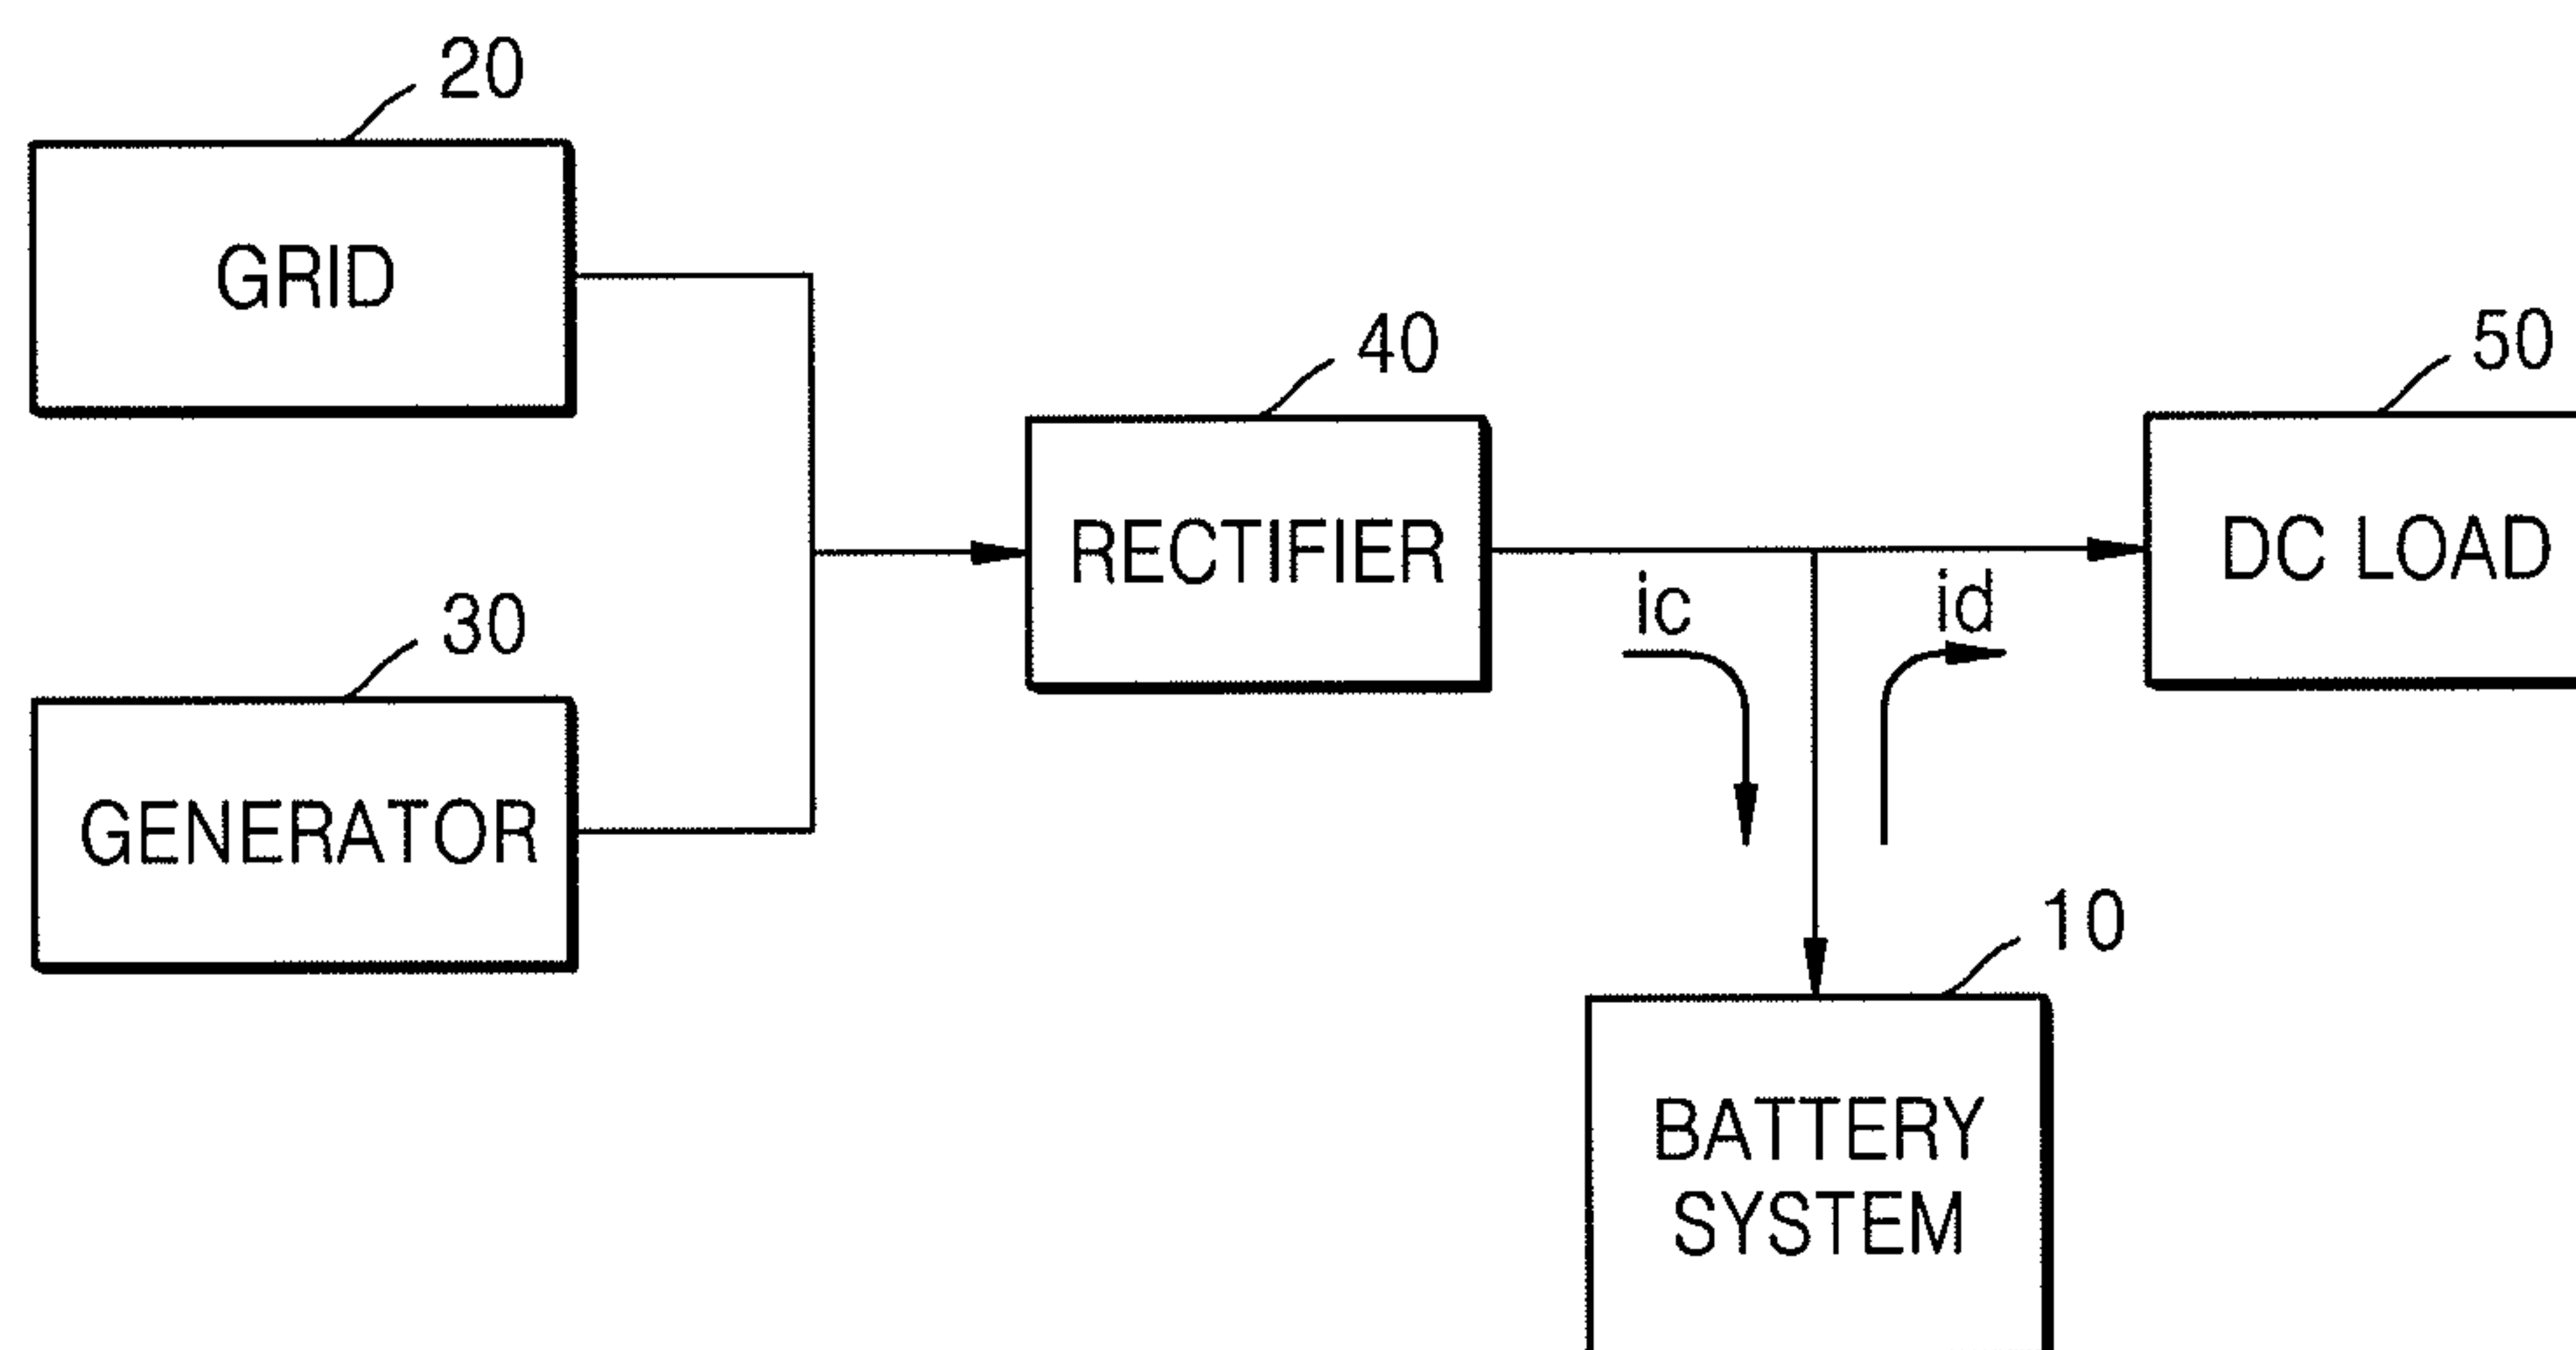 20
GRID
40
50
RECTIFIER
DC LOAD
ic
id
30
GENERATOR
10
BATTERY
SYSTEM